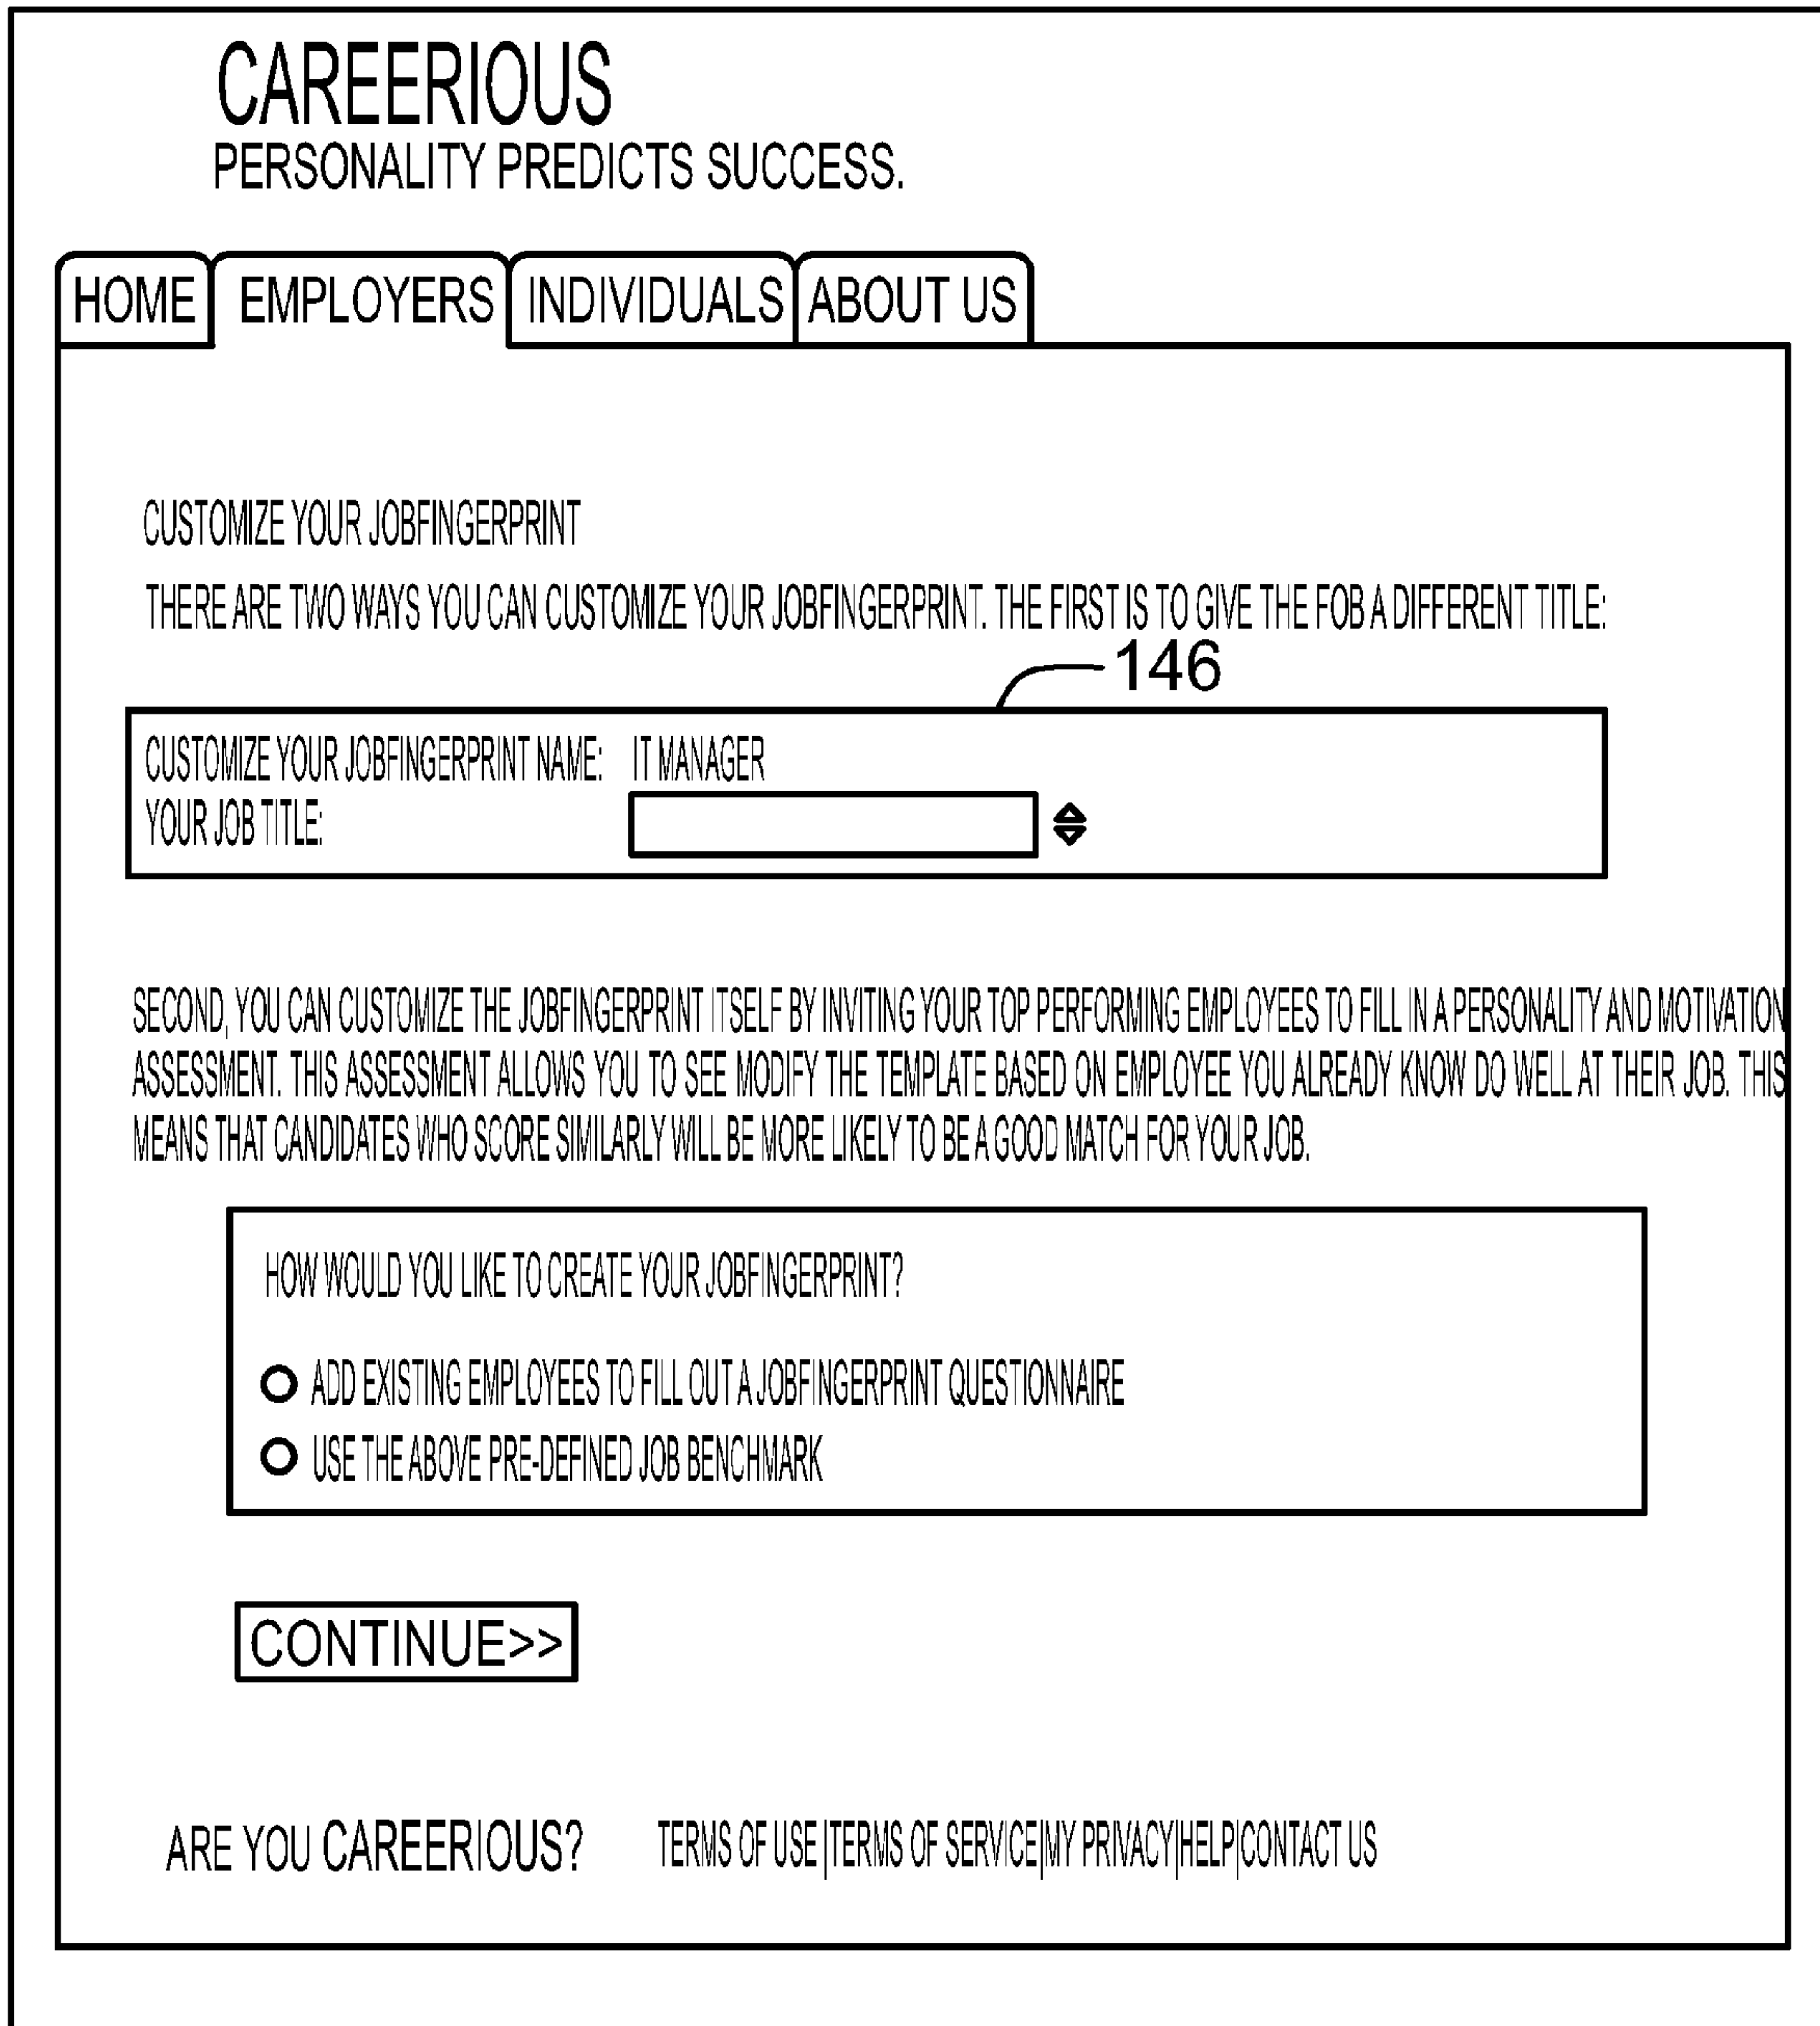 CAREERIOUS
PERSONALITY PREDICTS SUCCESS.
HOME EMPLOYERS INDIVIDUALS ABOUT US
CUSTOMIZE YOUR JOBFINGERPRINT
THERE ARE TWO WAYS YOU CAN CUSTOMIZE YOUR JOBFINGERPRINT. THE FIRST IS TO GIVE THE FOB A DIFFERENT TITLE:
146
CUSTOMIZE YOUR JOBFINGERPRINT NAME: IT MANAGER
YOUR JOB TITLE:
SECOND, YOU CAN CUSTOMIZE THE JOBFINGERPRINT ITSELF BY INVITING YOUR TOP PERFORMING EMPLOYEES TO FILL IN A PERSONALITY AND MOTIVATION
ASSESSMENT. THIS ASSESSMENT ALLOWS YOU TO SEE MODIFY THE TEMPLATE BASED ON EMPLOYEE YOU ALREADY KNOW DO WELL AT THEIR JOB. THIS
MEANS THAT CANDIDATES WHO SCORE SIMILARLY WILL BE MORE LIKELY TO BE A GOOD MATCH FOR YOUR JOB.
HOW WOULD YOU LIKE TO CREATE YOUR JOBFINGERPRINT?
ADD EXISTING EMPLOYEES TO FILL OUT A JOBFINGERPRINT QUESTIONNAIRE
USE THE ABOVE PRE-DEFINED JOB BENCHMARK
CONTINUE>>
ARE YOU CAREERIOUS? TERMS OF USE |TERMS OF SERVICE|MY PRIVACY|HELP|CONTACT US